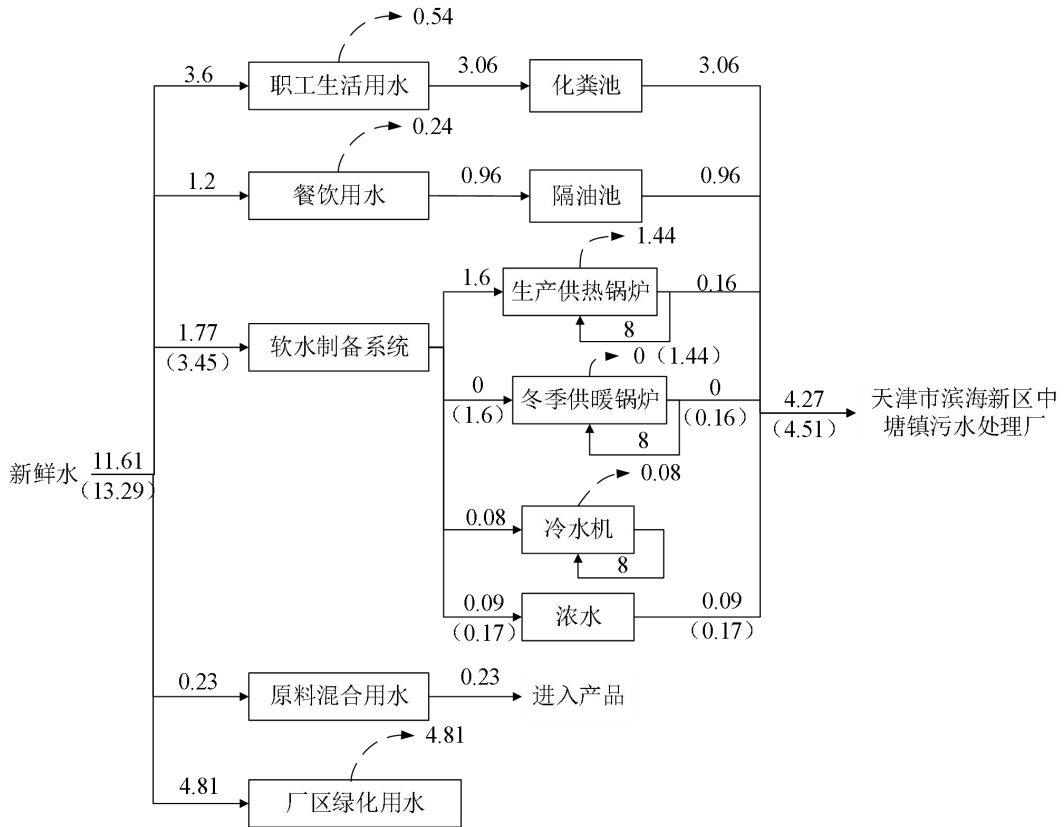 0.54
3.6
职工生活用水
3.06
化粪池
3.06
0.24
1.2
餐饮用水
0.96
隔油池
0.96
1.44
1.6
生产供热锅炉
0.16
8
1.77
(3.45)
软水制备系统
0（1.44）
0
(1.6)
冬季供暖锅炉
0
(0.16)
8
4.27
(4.51)
天津市滨海新区中
塘镇污水处理厂
新鲜水
11.61
(13.29)
0.08
0.08
冷水机
8
0.09
(0.17)
浓水
0.09
(0.17)
0.23
原料混合用水
0.23
进入产品
4.81
4.81
厂区绿化用水